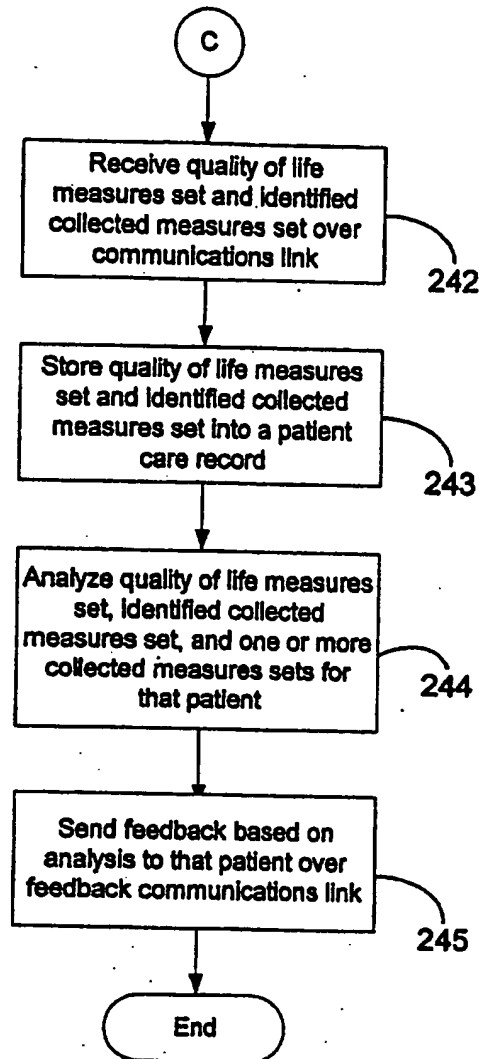 C
Receive quality of life
measures set and identified
collected measures set over
communications link
242
Store quality of life measures
set and identified collected
measures set into a patient
care record
243
Analyze quality of life measures
set, identified collected
measures set, and one or more
collected measures sets for
that patient
244
Send feedback based on
analysis to that patient over
feedback communications link
245
End